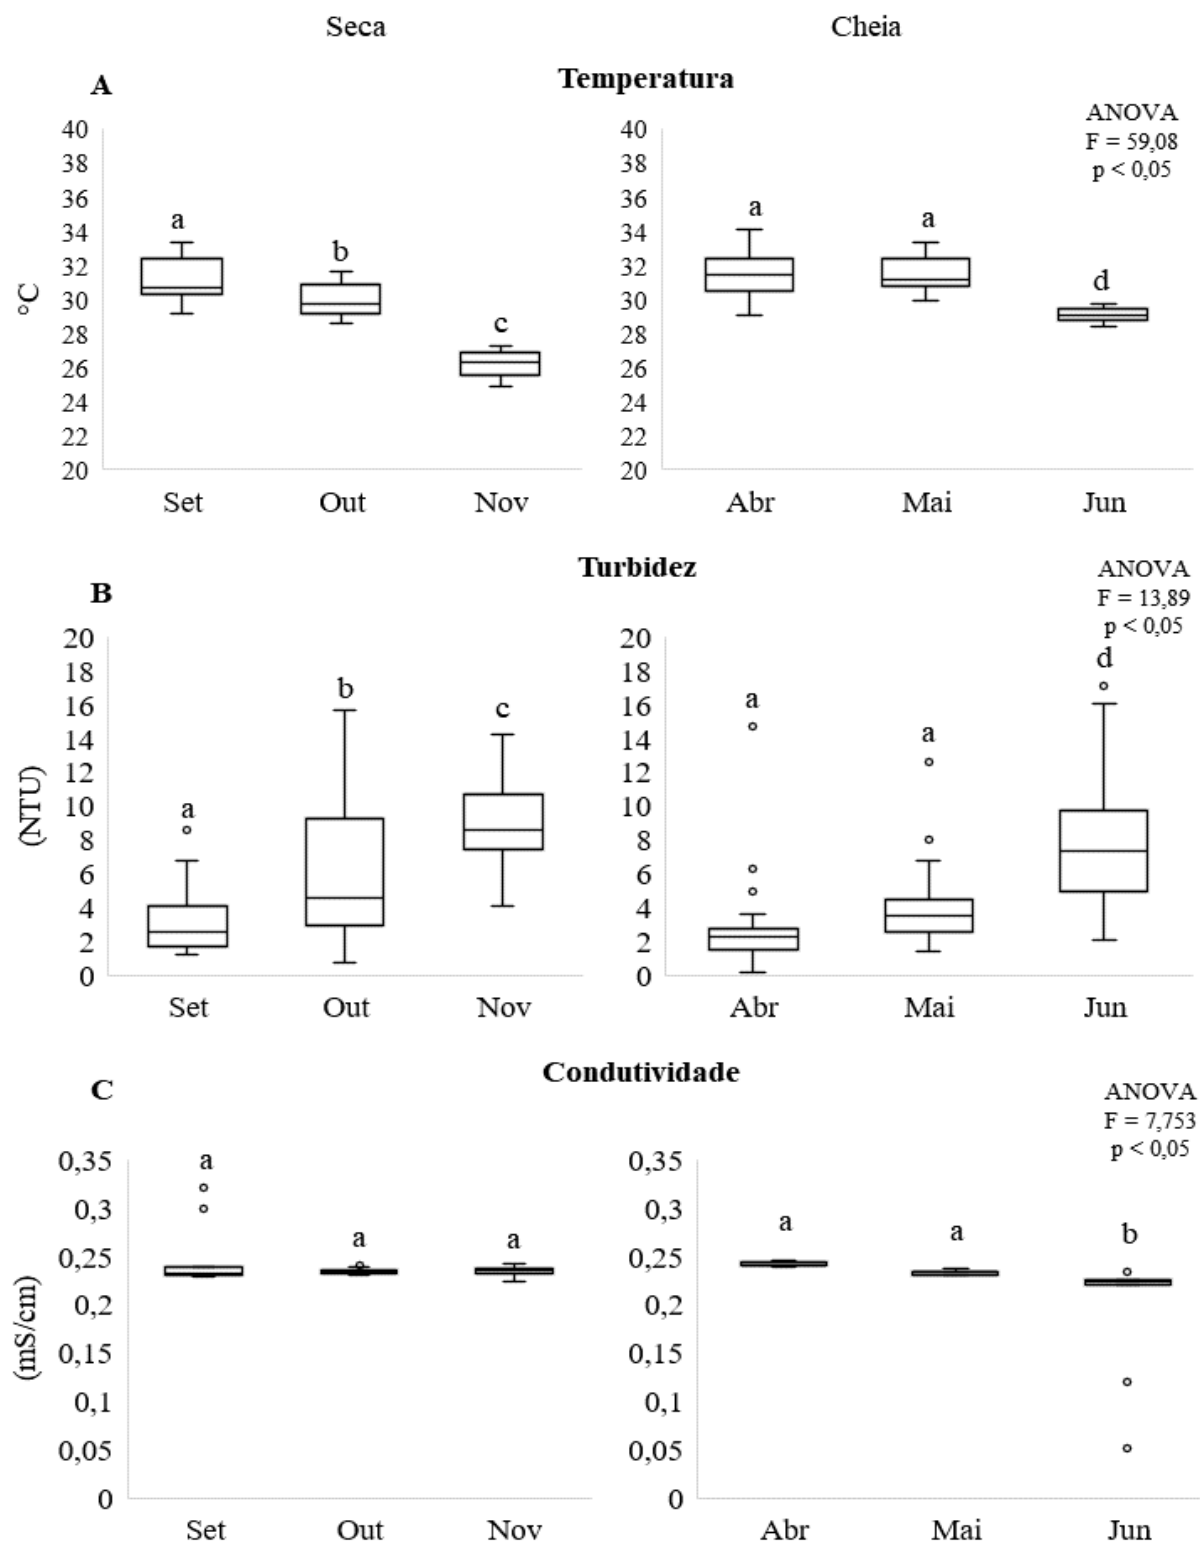 Seca Cheia
A Temperatura
ANOVA
F = 59,08
p < 0,05
°C
40
38
36
34
32
30
28
26
24
22
20
a
b
c
Set Out Nov
40
38
36
34
32
30
28
26
24
22
20
a
a
d
Abr Mai Jun
B Turbidez
ANOVA
F = 13,89
p < 0,05
(NTU)
20
18
16
14
12
10
8
6
4
2
0
a
b
c
Set Out Nov
20
18
16
14
12
10
8
6
4
2
0
a
a
d
Abr Mai Jun
C Condutividade
ANOVA
F = 7,753
p < 0,05
(mS/cm)
0,35
0,3
0,25
0,2
0,15
0,1
0,05
0
a
a
a
Set Out Nov
0,35
0,3
0,25
0,2
0,15
0,1
0,05
0
a
a
b
Abr Mai Jun